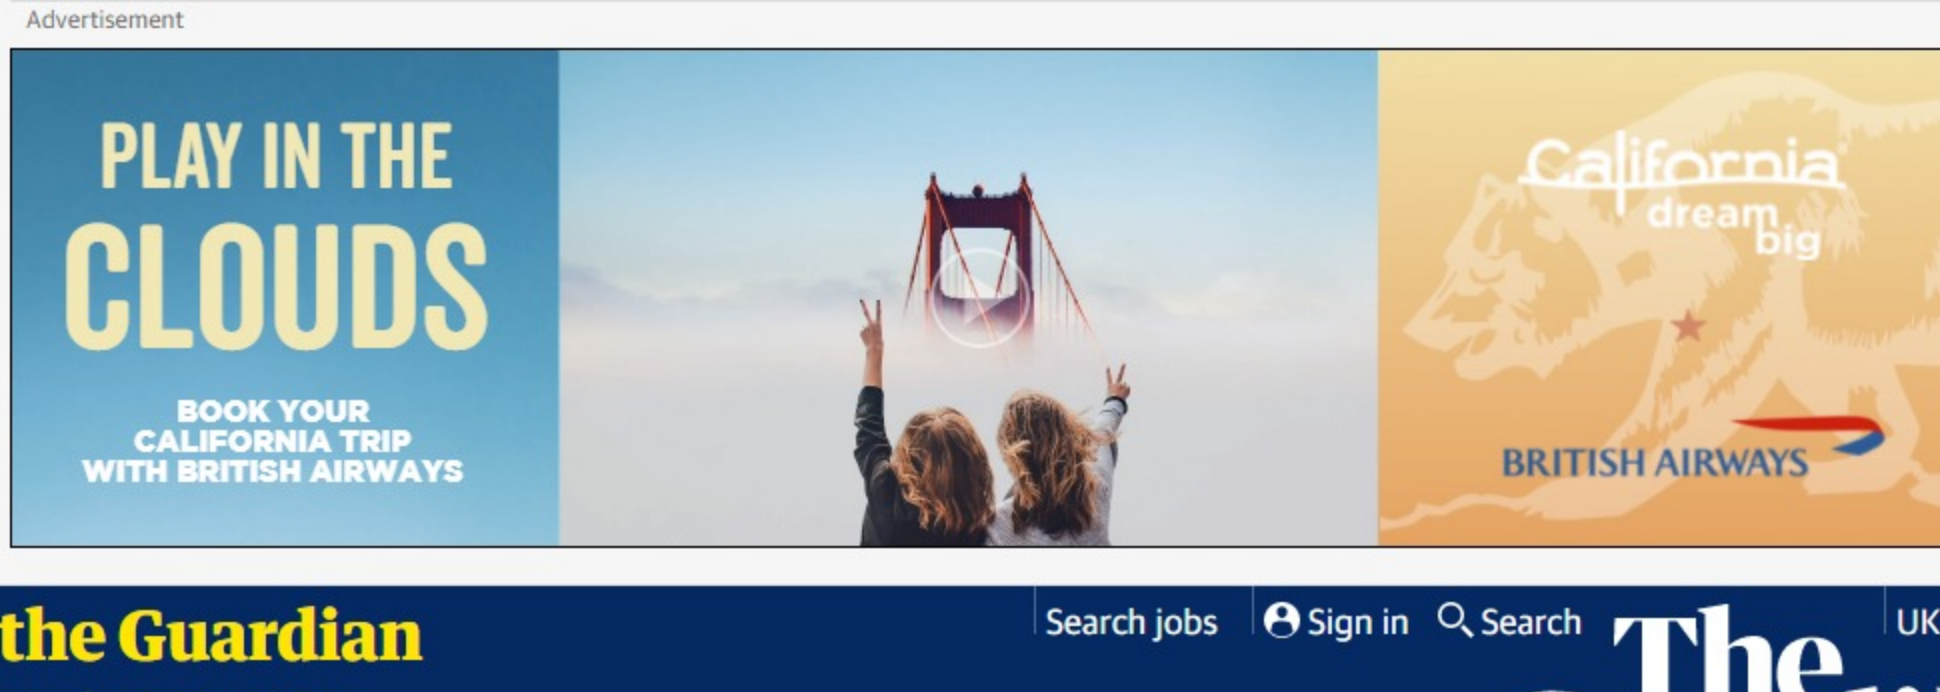 Advertisement
PLAY IN THE
CLOUDS
BOOK YOUR
CALIFORNIA TRIP
WITH BRITISH AIRWAYS
California
dream
big
BRITISH AIRWAYS
the Guardian
Search jobs
Sign in
Search
The
UK